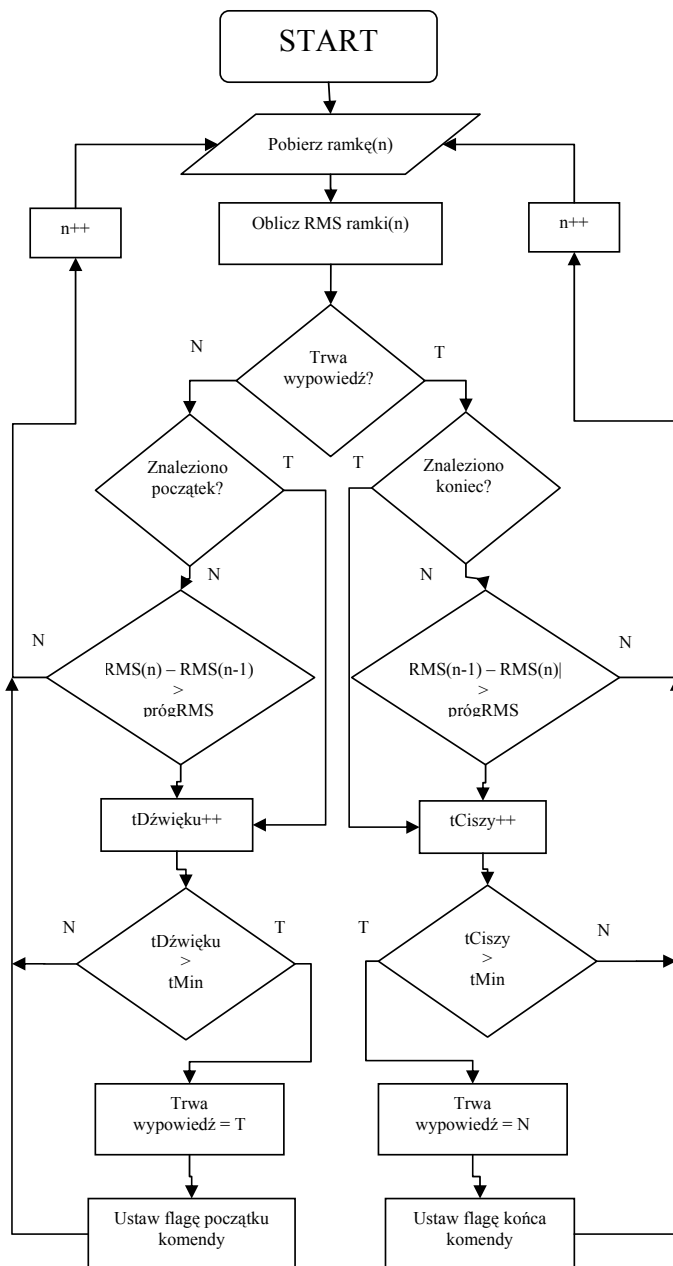 START
Pobierz ramkę(n)
n++
Oblicz RMS ramki(n)
n++
N
Trwa
wypowiedź?
T
Znaleziono
początek?
T
T
Znaleziono
koniec?
N
N
N
RMS(n) – RMS(n-1)
>
prógRMS
RMS(n-1) – RMS(n)|
>
prógRMS
N
tDźwięku++
tCiszy++
N
tDźwięku
>
tMin
T
T
tCiszy
>
tMin
N
Trwa
wypowiedź = T
Trwa
wypowiedź = N
Ustaw flagę początku
komendy
Ustaw flagę końca
komendy